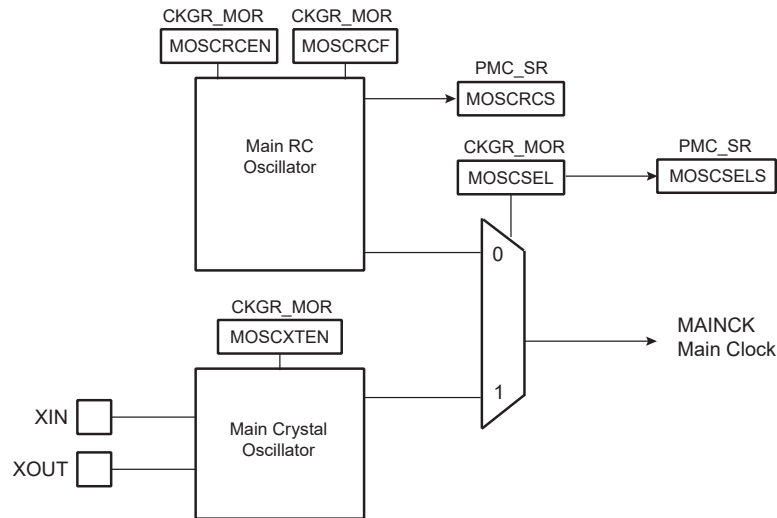 CKGR_MOR
CKGR_MOR
MOSCRCEN
MOSCRCF
PMC_SR
MOSCRCS
Main RC
Oscillator
CKGR_MOR
PMC_SR
MOSCSEL
MOSCSELS
0
CKGR_MOR
MOSCXTEN
MAINCK
Main Clock
1
XIN
Main Crystal
Oscillator
XOUT